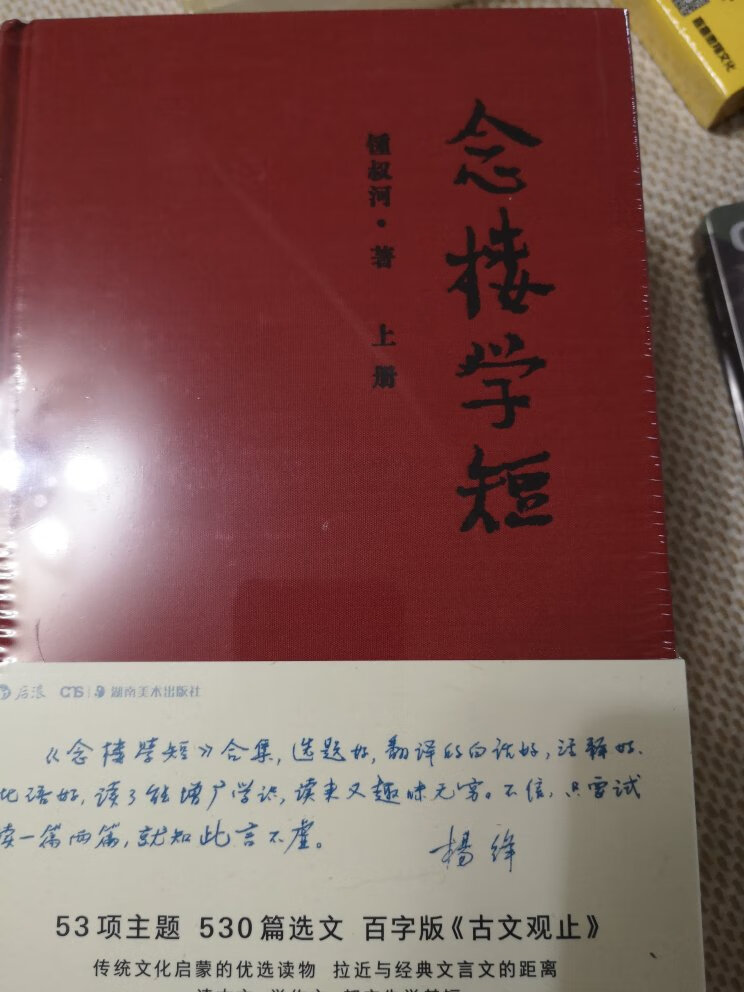 念楼学短
锺叔河·著 上册
后浪 CTS 湖南美术出版社
《念楼学短》合集，选题好，翻译的白话好，注释好，
批语好，读了能增广学识，读来又趣味无穷。不信，只需试
读一篇两篇，就知此言不虚。
杨绛
53项主题 530篇选文 百字版《古文观止》
传统文化启蒙的优选读物 拉近与经典文言文的距离